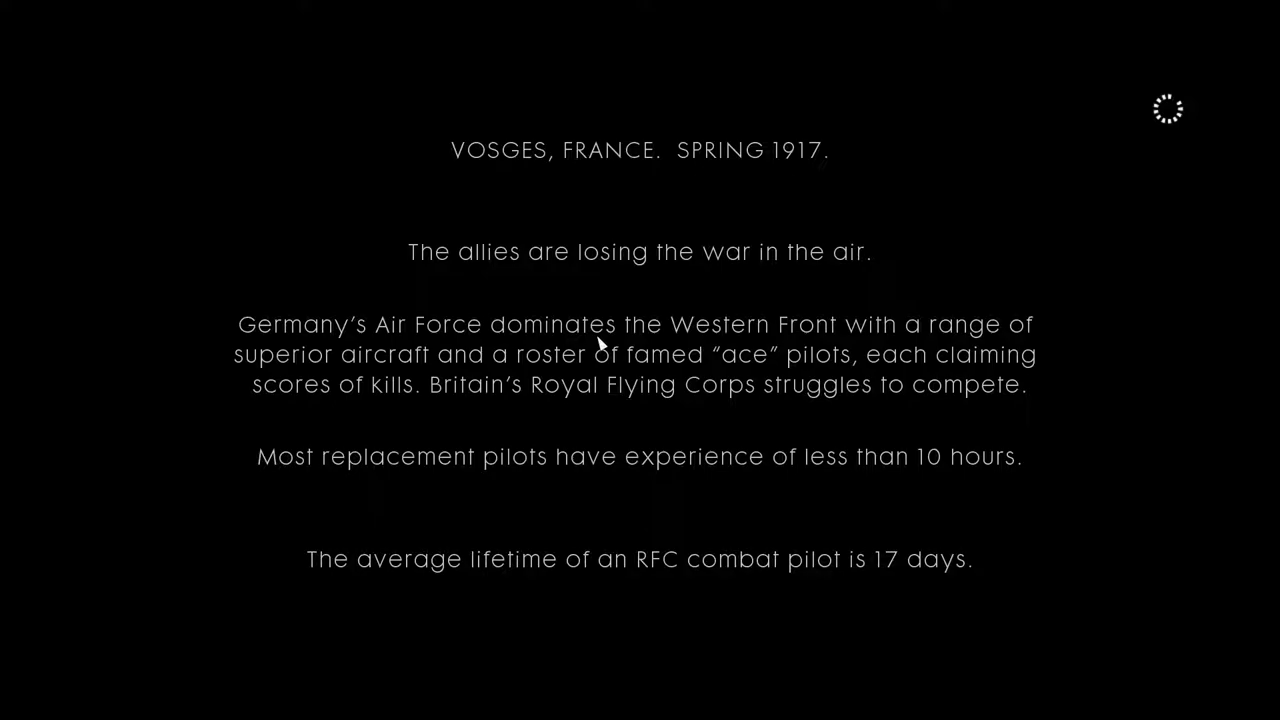 VOSGES, FRANCE. SPRING 1917.
The allies are losing the war in the air.
Germany's Air Force dominates the Western Front with a range of
superior aircraft and a roster of famed “ace” pilots, each claiming
scores of kills. Britain's Royal Flying Corps struggles to compete.
Most replacement pilots have experience of less than 10 hours.
The average lifetime of an RFC combat pilot is 17 days.